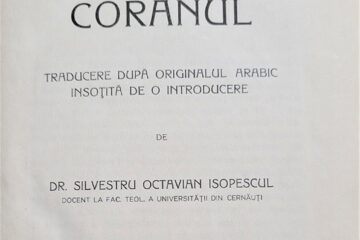 CORANUL
TRADUCERE DUPĂ ORIGINALUL ARABIC
INSOȚITĂ DE O INTRODUCERE
DE
DR. SILVESTRU OCTAVIAN ISOPESCUL
DOCENT LA FAC. TEOL. A UNIVERSITĂȚII DIN CERNĂUȚI